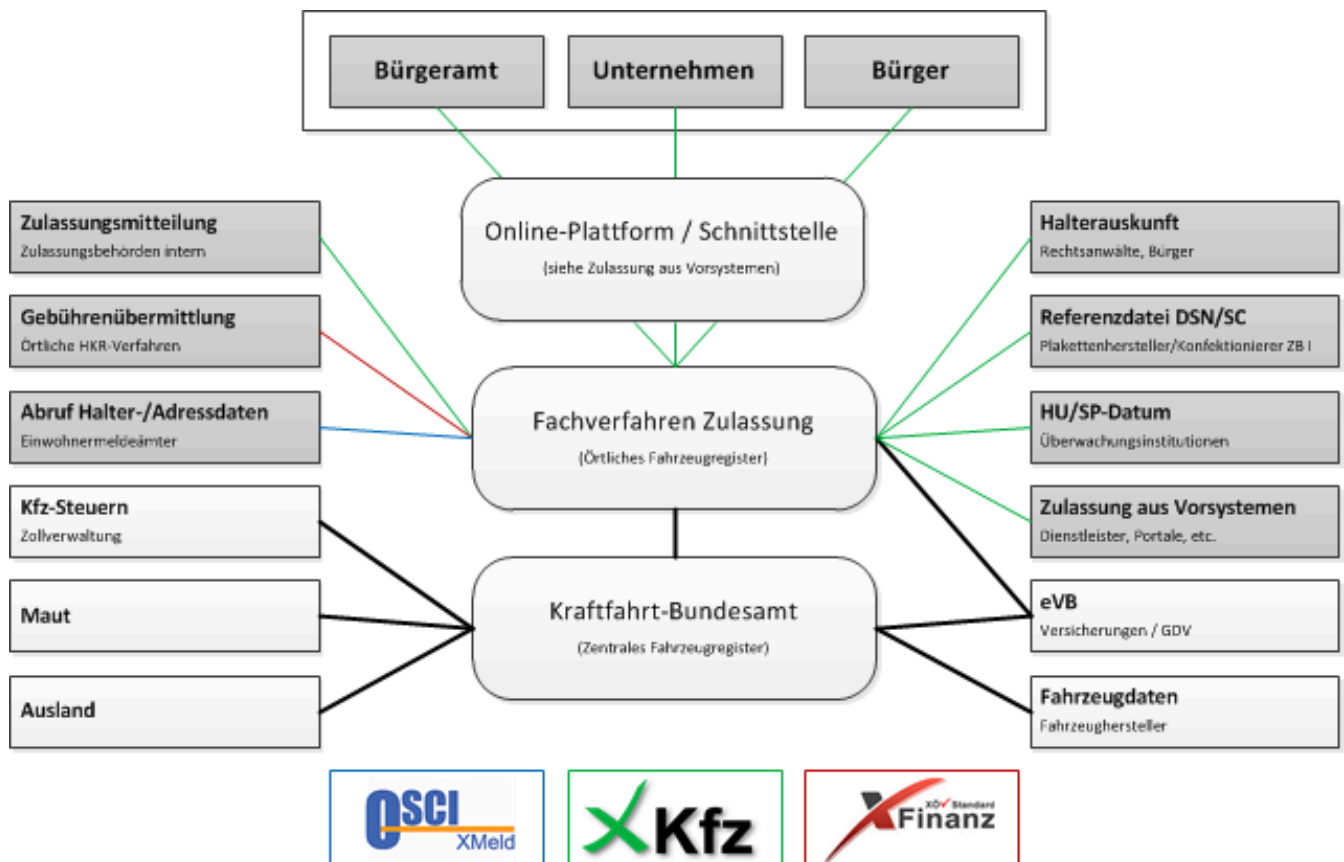 Bürgeramt
Unternehmen
Bürger
Online-Plattform / Schnittstelle
(siehe Zulassung aus Vorsystemen)
Zulassungsmitteilung
Zulassungsbehörden intern
Gebührenübermittlung
Örtliche HKR-Verfahren
Abruf Halter-/Adressdaten
Einwohnermeldeämter
Kfz-Steuern
Zollverwaltung
Maut
Ausland
Fachverfahren Zulassung
(Örtliches Fahrzeugregister)
Kraftfahrt-Bundesamt
(Zentrales Fahrzeugregister)
Halterauskunft
Rechtsanwälte, Bürger
Referenzdatei DSN/SC
Plakettenhersteller/Konfektionierer ZB I
HU/SP-Datum
Überwachungsinstitutionen
Zulassung aus Vorsystemen
Dienstleister, Portale, etc.
eVB
Versicherungen / GDV
Fahrzeugdaten
Fahrzeughersteller
OSCI
XMeld
XKfz
XÖV Standard
XFinanz